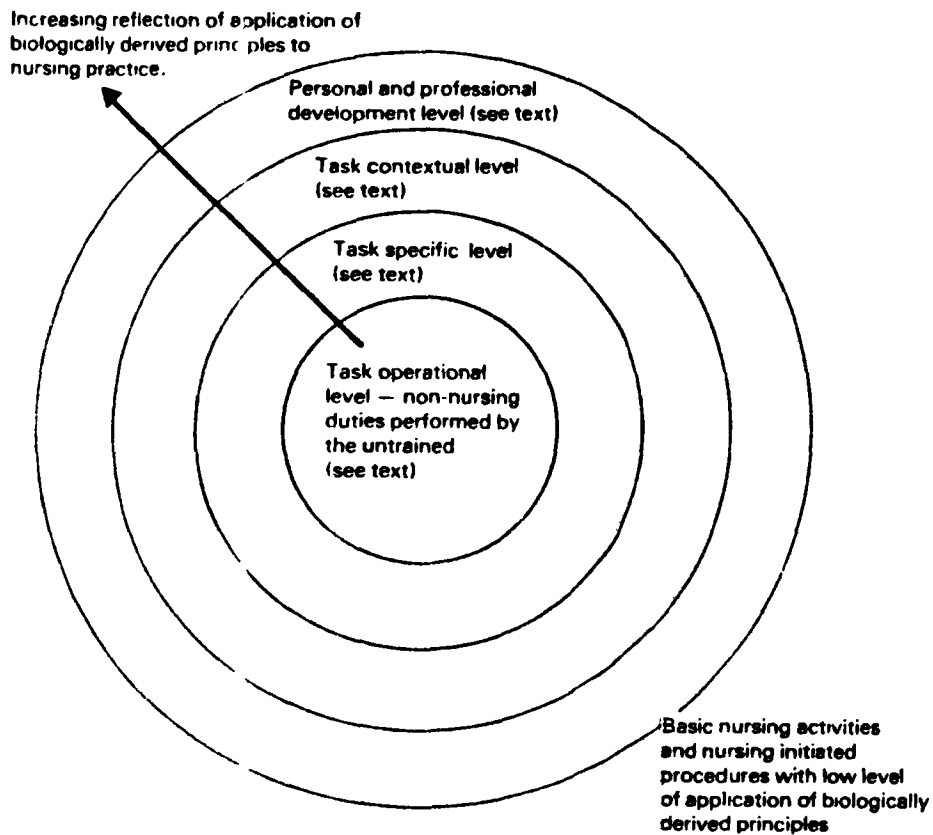 Increasing reflection of application of
biologically derived princ ples to
nursing practice.
Personal and professional
development level (see text)
Task contextual level
(see text)
Task specific level
(see text)
Task operational
level — non-nursing
duties performed by
the untrained
(see text)
Basic nursing activities
and nursing initiated
procedures with low level
of application of biologically
derived principles